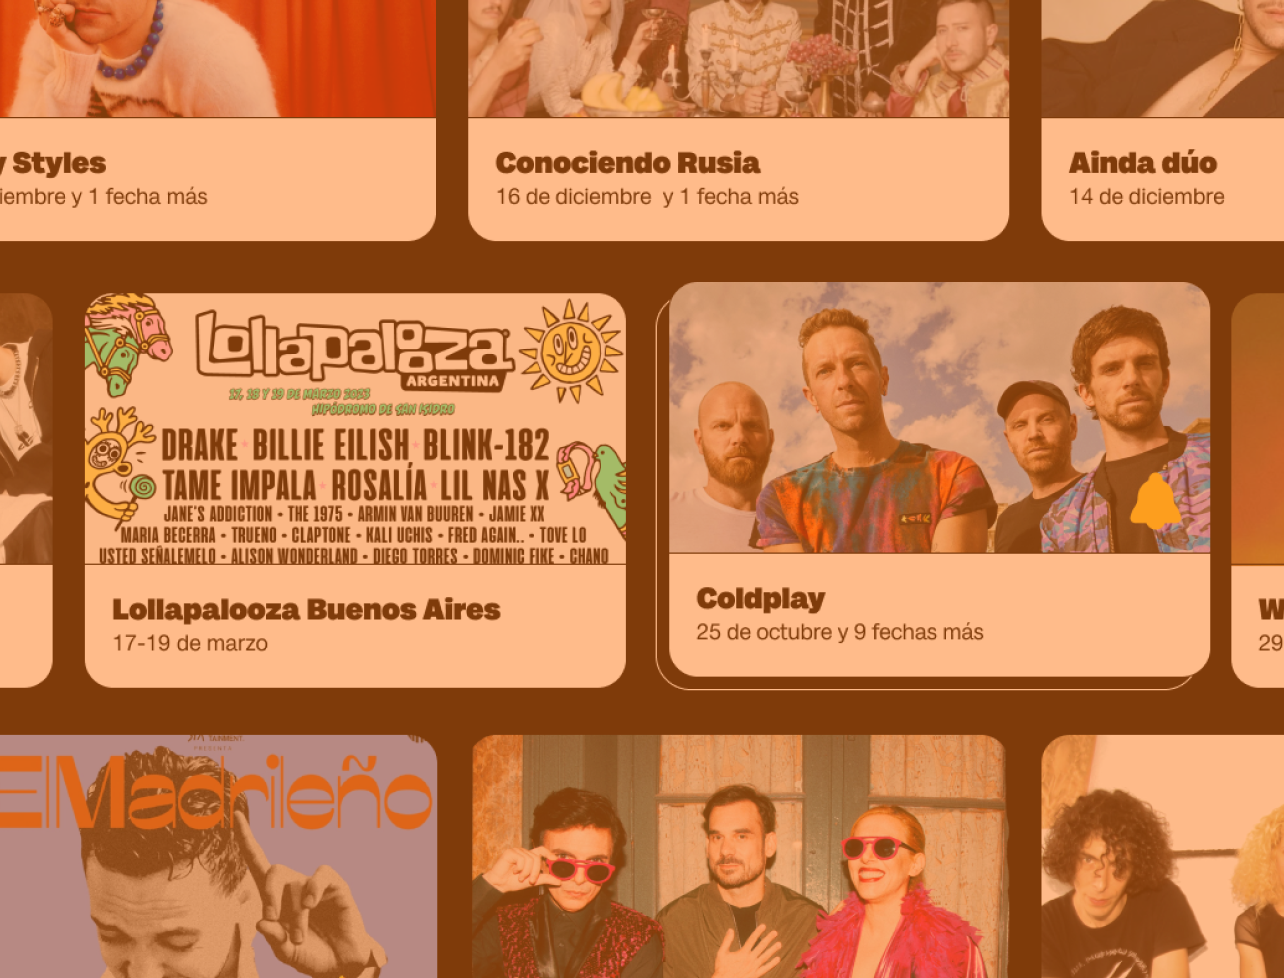 y Styles
iembre y 1 fecha más
Conociendo Rusia
16 de diciembre y 1 fecha más
Ainda dúo
14 de diciembre
Lollapalooza
ARGENTINA
17, 18 Y 19 DE MARZO 2023
HIPÓDROMO DE SAN ISIDRO
DRAKE BILLIE EILISH BLINK-182
TAME IMPALA ROSALÍA LIL NAS X
JANE'S ADDICTION • THE 1975 • ARMIN VAN BUUREN • JAMIE XX
MARIA BECERRA • TRUENO • CLAPTONE • KALI UCHIS • FRED AGAIN.. • TOVE LO
USTED SEÑALEMELO • ALISON WONDERLAND • DIEGO TORRES • DOMINIC FIKE • CHANO
Lollapalooza Buenos Aires
17-19 de marzo
Coldplay
25 de octubre y 9 fechas más
W
29
PRESENTA
ElMadrileño